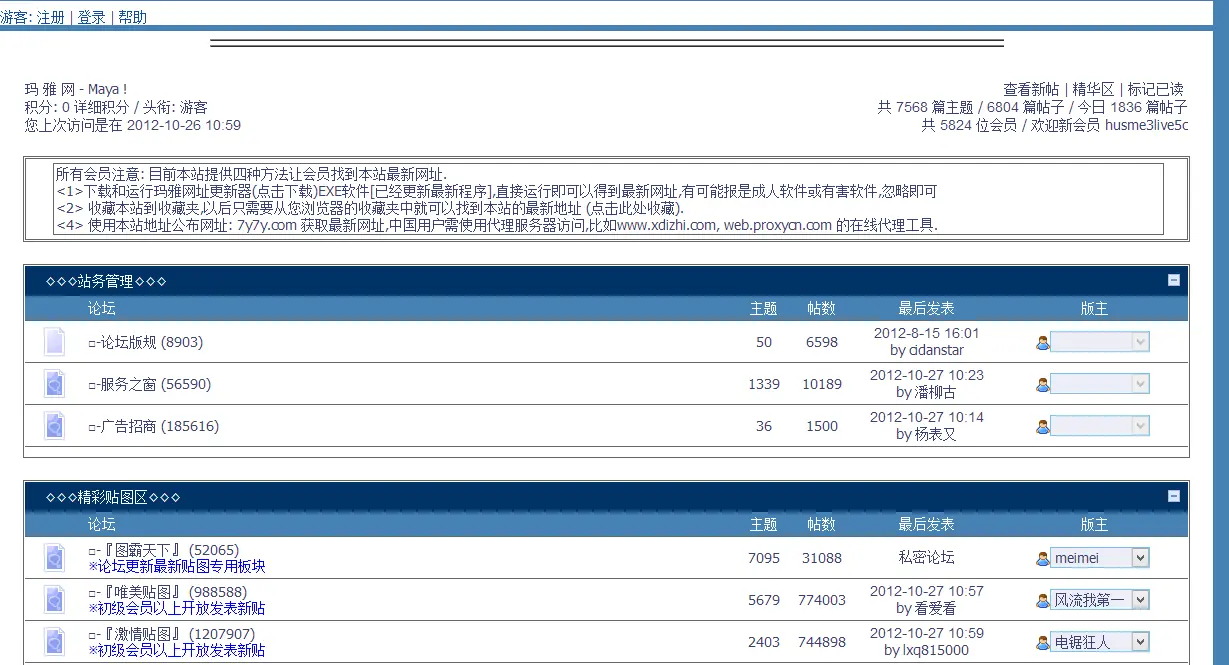 游客: 注册 | 登录 | 帮助
玛 雅 网 - Maya !
查看新帖 | 精华区 | 标记已读
积分: 0 详细积分 / 头衔: 游客
共 7568 篇主题 / 6804 篇帖子 / 今日 1836 篇帖子
您上次访问是在 2012-10-26 10:59
共 5824 位会员 / 欢迎新会员 husme3live5c
所有会员注意: 目前本站提供四种方法让会员找到本站最新网址.
<1>下载和运行玛雅网址更新器(点击下载)EXE软件[已经更新最新程序],直接运行即可以得到最新网址,有可能报是成人软件或有害软件,忽略即可
<2> 收藏本站到收藏夹,以后只需要从您浏览器的收藏夹中就可以找到本站的最新地址 (点击此处收藏).
<4> 使用本站地址公布网址: 7y7y.com 获取最新网址,中国用户需使用代理服务器访问,比如www.xdizhi.com, web.proxycn.com 的在线代理工具.
◇◇◇站务管理◇◇◇
论坛 主题 帖数 最后发表 版主
□-论坛版规 (8903) 50 6598 2012-8-15 16:01
by cidanstar
□-服务之窗 (56590) 1339 10189 2012-10-27 10:23
by 潘柳古
□-广告招商 (185616) 36 1500 2012-10-27 10:14
by 杨表又
◇◇◇精彩贴图区◇◇◇
论坛 主题 帖数 最后发表 版主
□-『图霸天下』 (52065) 7095 31088 私密论坛 meimei
※论坛更新最新贴图专用板块
□-『唯美贴图』 (988588) 5679 774003 2012-10-27 10:57 风流我第一
※初级会员以上开放发表新贴 by 看爱看
□-『激情贴图』 (1207907) 2403 744898 2012-10-27 10:59 电锯狂人
※初级会员以上开放发表新贴 by lxq815000